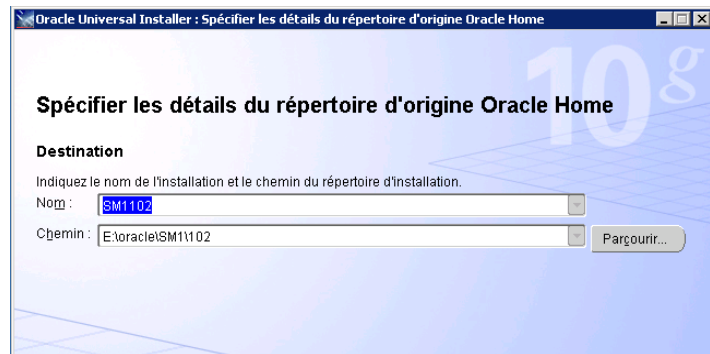 Oracle Universal Installer : Spécifier les détails du répertoire d'origine Oracle Home
10g
Spécifier les détails du répertoire d'origine Oracle Home
Destination
Indiquez le nom de l'installation et le chemin du répertoire d'installation.
Nom :
SM1102
Chemin :
E:\oracle\SM1\102
Parcourir...